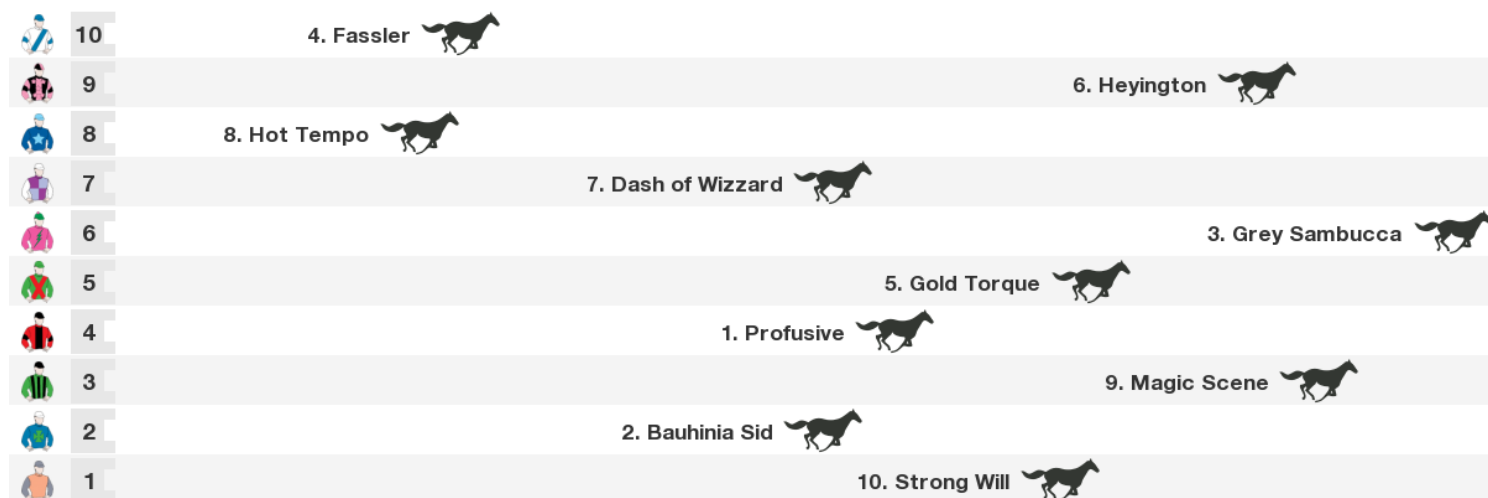 10 4. Fassler
9 6. Heyington
8 8. Hot Tempo
7 7. Dash of Wizzard
6 3. Grey Sambucca
5 5. Gold Torque
4 1. Profusive
3 9. Magic Scene
2 2. Bauhinia Sid
1 10. Strong Will